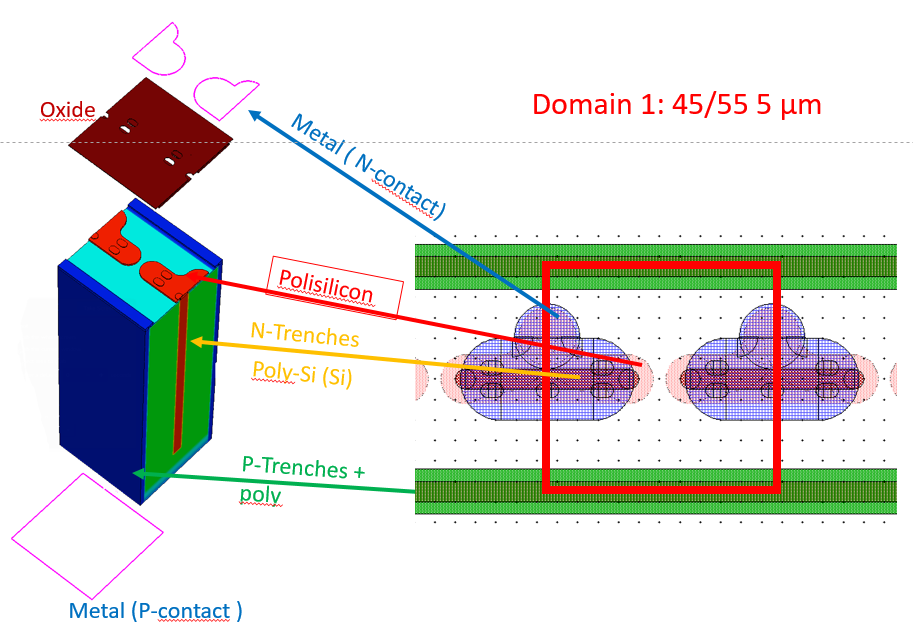 Oxide
Domain 1: 45/55 5 µm
Metal ( N-contact)
Polisilicon
N-Trenches
Poly-Si (Si)
P-Trenches +
poly
Metal (P-contact )